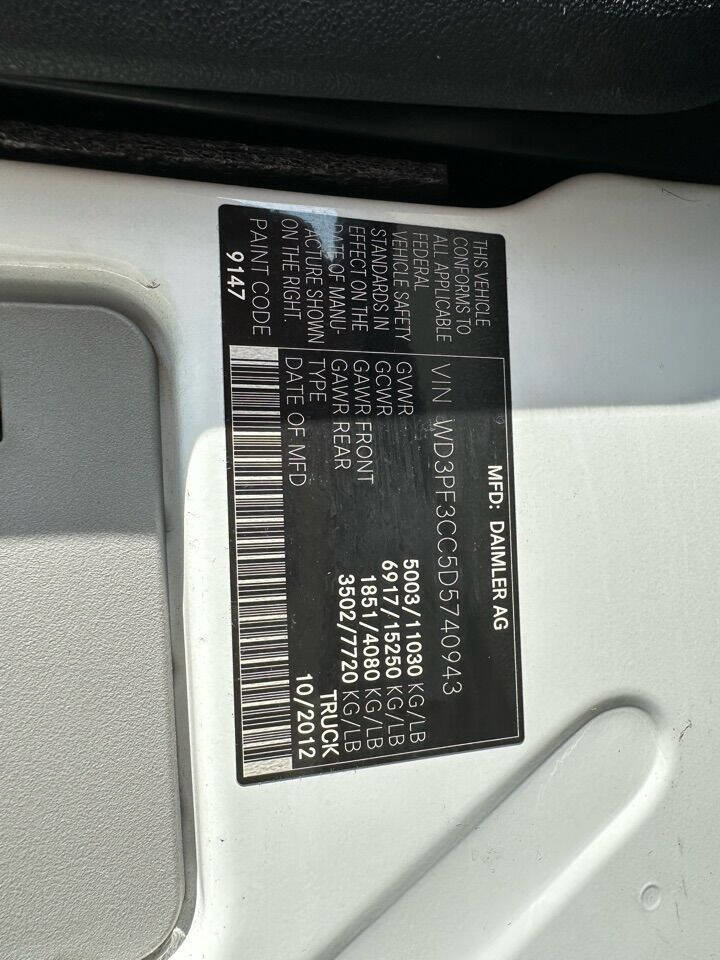 MFD: DAIMLER AG
VIN WD3PF3CC5D5740943
GVWR 5003/11030 KG/LB
GCWR 6917/15250 KG/LB
GAWR FRONT 1851/4080 KG/LB
GAWR REAR 3502/7720 KG/LB
TYPE TRUCK
DATE OF MFD 10/2012
THIS VEHICLE
CONFORMS TO
ALL APPLICABLE
FEDERAL
VEHICLE SAFETY
STANDARDS IN
EFFECT ON THE
DATE OF MANU-
FACTURE SHOWN
ON THE RIGHT.
PAINT CODE
9147